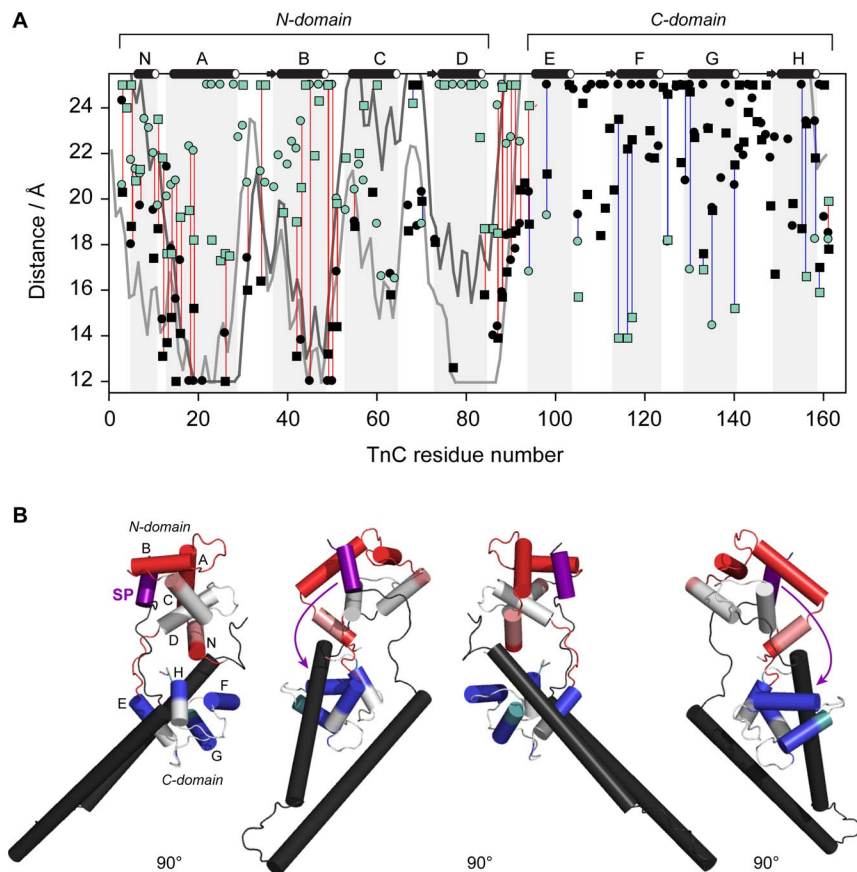 A
N-domain
C-domain
N A B C D E F G H
24
22
20
18
16
14
12
Distance / Å
0 20 40 60 80 100 120 140 160
TnC residue number
B
N-domain
B
A
SP
C
D
N
H
E
F
G
C-domain
90° 90° 90°